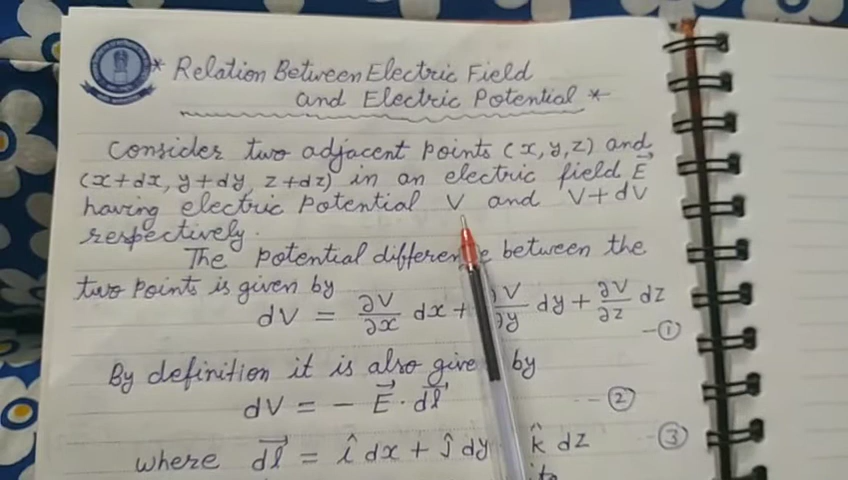 * Relation Between Electric Field
and Electric Potential *
Consider two adjacent points (x, y, z) and
(x+dx, y+dy, z+dz) in an electric field E⃗
having electric potential V and V+dV
respectively.
The potential difference between the
two points is given by
dV = ∂V/∂x dx + ∂V/∂y dy + ∂V/∂z dz
-①
By definition it is also given by
dV = - E⃗ . dl⃗ -- ②
where dl⃗ = î dx + ĵ dy k̂ dz -③